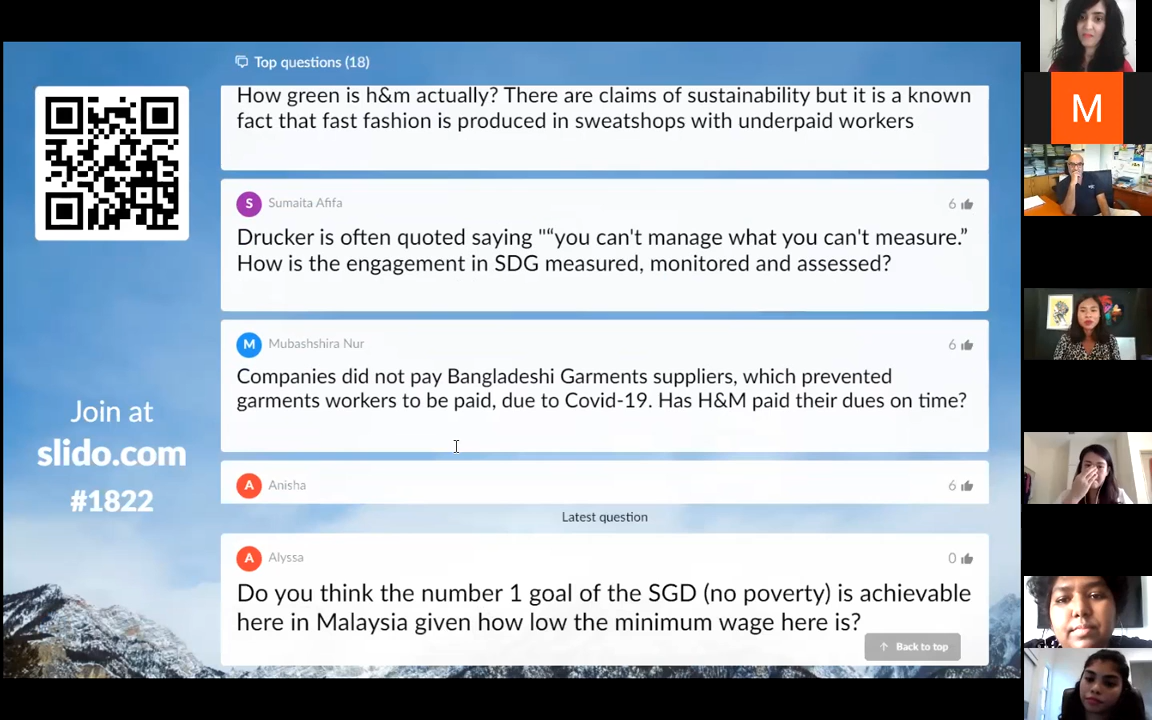 Top questions (18)
How green is h&m actually? There are claims of sustainability but it is a known
fact that fast fashion is produced in sweatshops with underpaid workers
S Sumaita Afifa 6
Drucker is often quoted saying "“you can't manage what you can't measure.”
How is the engagement in SDG measured, monitored and assessed?
M Mubashshira Nur 6
Companies did not pay Bangladeshi Garments suppliers, which prevented
garments workers to be paid, due to Covid-19. Has H&M paid their dues on time?
A Anisha 6
Latest question
A Alyssa 0
Do you think the number 1 goal of the SGD (no poverty) is achievable
here in Malaysia given how low the minimum wage here is?
↑ Back to top
Join at
slido.com
#1822
M